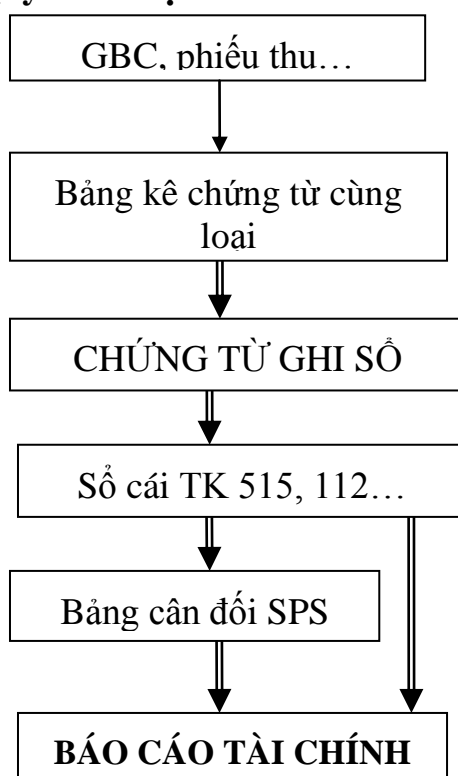 GBC, phiếu thu…
Bảng kê chứng từ cùng
loại
CHỨNG TỪ GHI SỔ
Sổ cái TK 515, 112…
Bảng cân đối SPS
BÁO CÁO TÀI CHÍNH